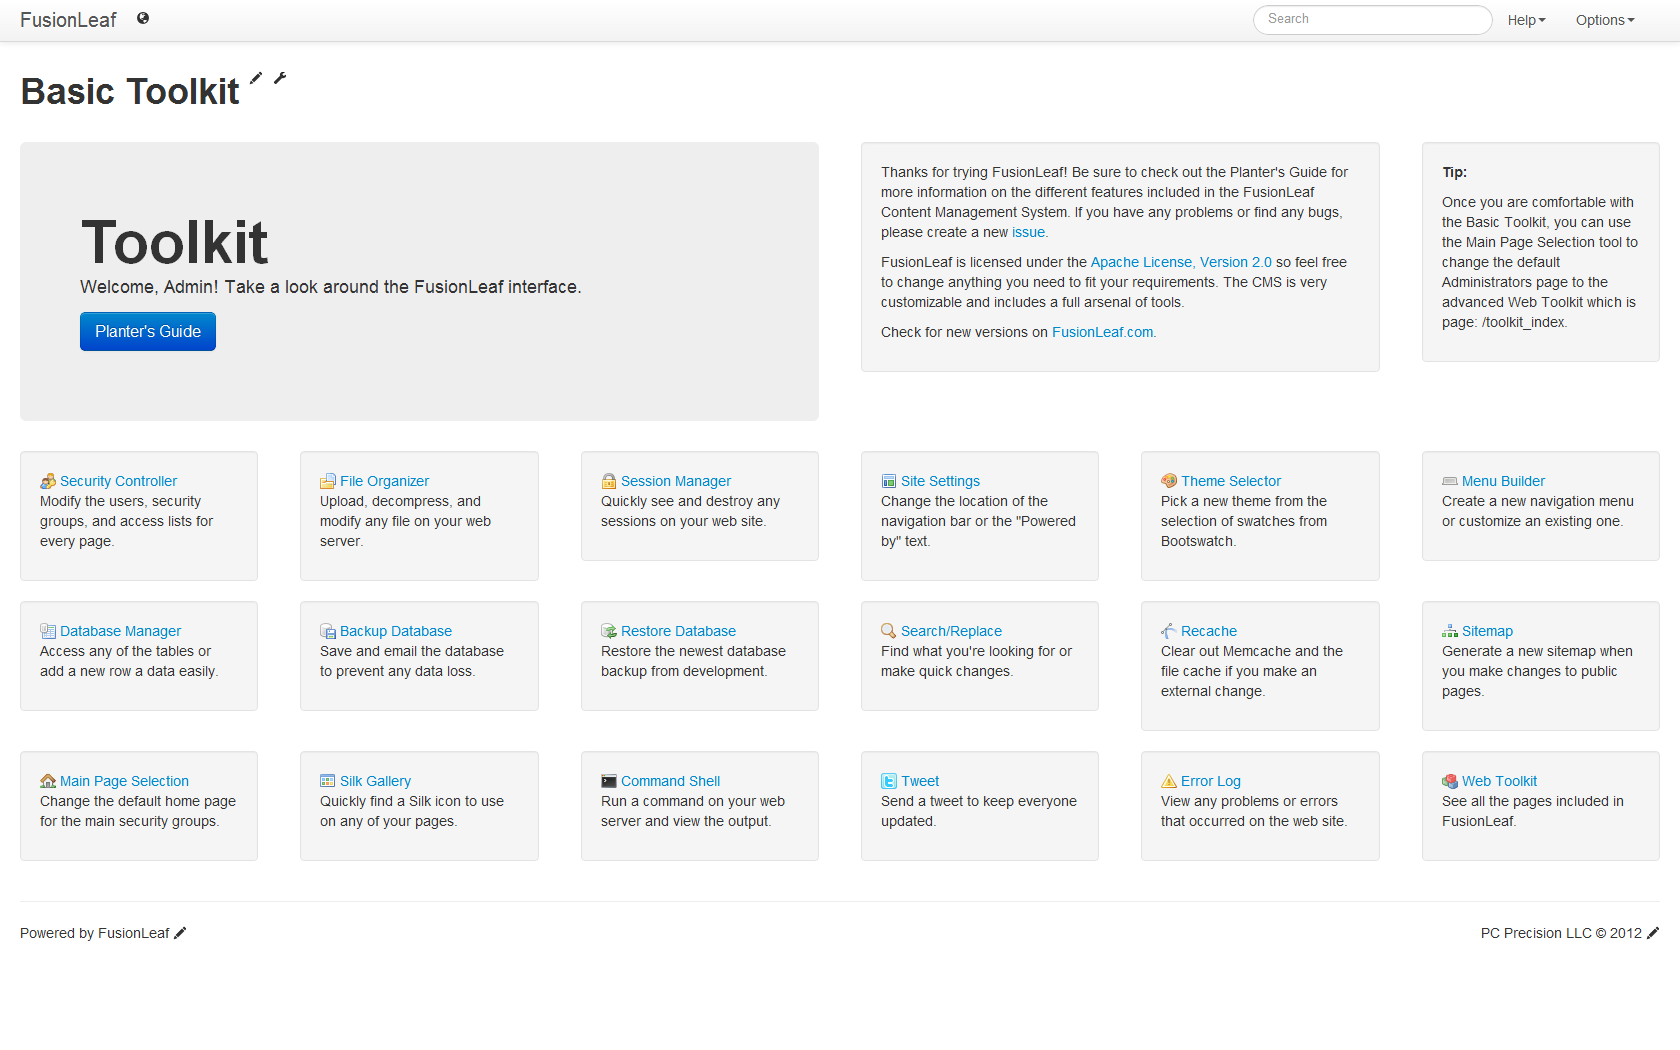 FusionLeaf
Search
Help
Options
Basic Toolkit
Toolkit
Welcome, Admin! Take a look around the FusionLeaf interface.
Planter's Guide
Thanks for trying FusionLeaf! Be sure to check out the Planter's Guide for
more information on the different features included in the FusionLeaf
Content Management System. If you have any problems or find any bugs,
please create a new issue.
FusionLeaf is licensed under the Apache License, Version 2.0 so feel free
to change anything you need to fit your requirements. The CMS is very
customizable and includes a full arsenal of tools.
Check for new versions on FusionLeaf.com.
Tip:
Once you are comfortable with
the Basic Toolkit, you can use
the Main Page Selection tool to
change the default
Administrators page to the
advanced Web Toolkit which is
page: /toolkit_index.
Security Controller
Modify the users, security
groups, and access lists for
every page.
File Organizer
Upload, decompress, and
modify any file on your web
server.
Session Manager
Quickly see and destroy any
sessions on your web site.
Site Settings
Change the location of the
navigation bar or the "Powered
by" text.
Theme Selector
Pick a new theme from the
selection of swatches from
Bootswatch.
Menu Builder
Create a new navigation menu
or customize an existing one.
Database Manager
Access any of the tables or
add a new row a data easily.
Backup Database
Save and email the database
to prevent any data loss.
Restore Database
Restore the newest database
backup from development.
Search/Replace
Find what you're looking for or
make quick changes.
Recache
Clear out Memcache and the
file cache if you make an
external change.
Sitemap
Generate a new sitemap when
you make changes to public
pages.
Main Page Selection
Change the default home page
for the main security groups.
Silk Gallery
Quickly find a Silk icon to use
on any of your pages.
Command Shell
Run a command on your web
server and view the output.
Tweet
Send a tweet to keep everyone
updated.
Error Log
View any problems or errors
that occurred on the web site.
Web Toolkit
See all the pages included in
FusionLeaf.
Powered by FusionLeaf
PC Precision LLC © 2012